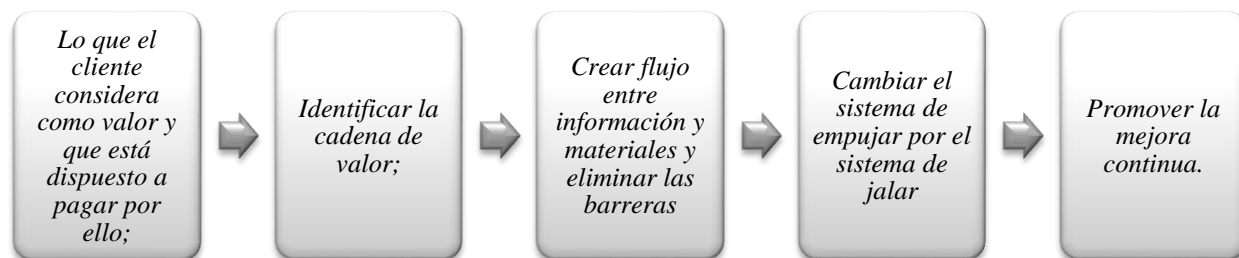 Lo que el
cliente
considera
como valor y
que está
dispuesto a
pagar por
ello;
Identificar la
cadena de
valor;
Crear flujo
entre
información y
materiales y
eliminar las
barreras
Cambiar el
sistema de
empujar por el
sistema de
jalar
Promover la
mejora
continua.